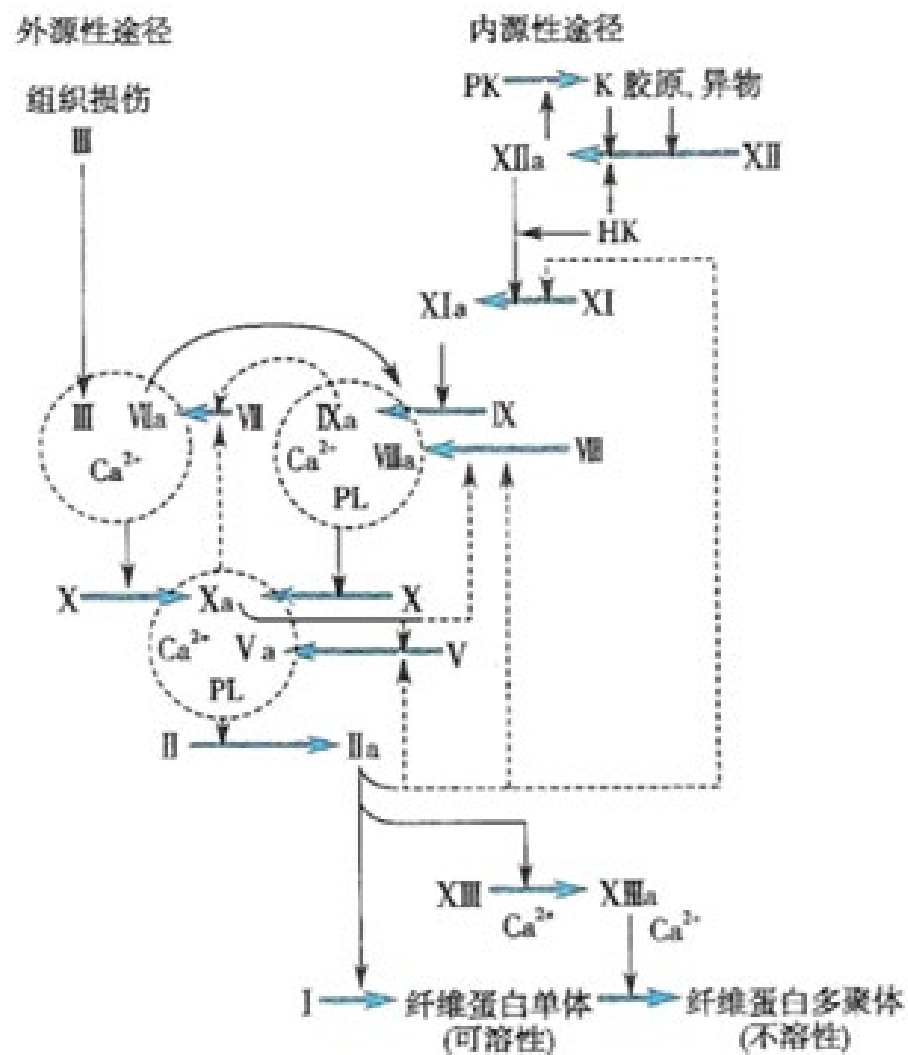 外源性途径 内源性途径
组织损伤 PK K 胶原, 异物
Ⅲ XIIa XII
HK
XIa XI
Ⅲ Ⅶa Ⅶ IXa IX
Ca²⁺ Ca²⁺ Ⅷa Ⅷ
PL
X Xa X
Ca²⁺ Va V
PL
Ⅱ Ⅱa
XIII XIIIa
Ca²⁺ Ca²⁺
I 纤维蛋白单体 纤维蛋白多聚体
(可溶性) (不溶性)